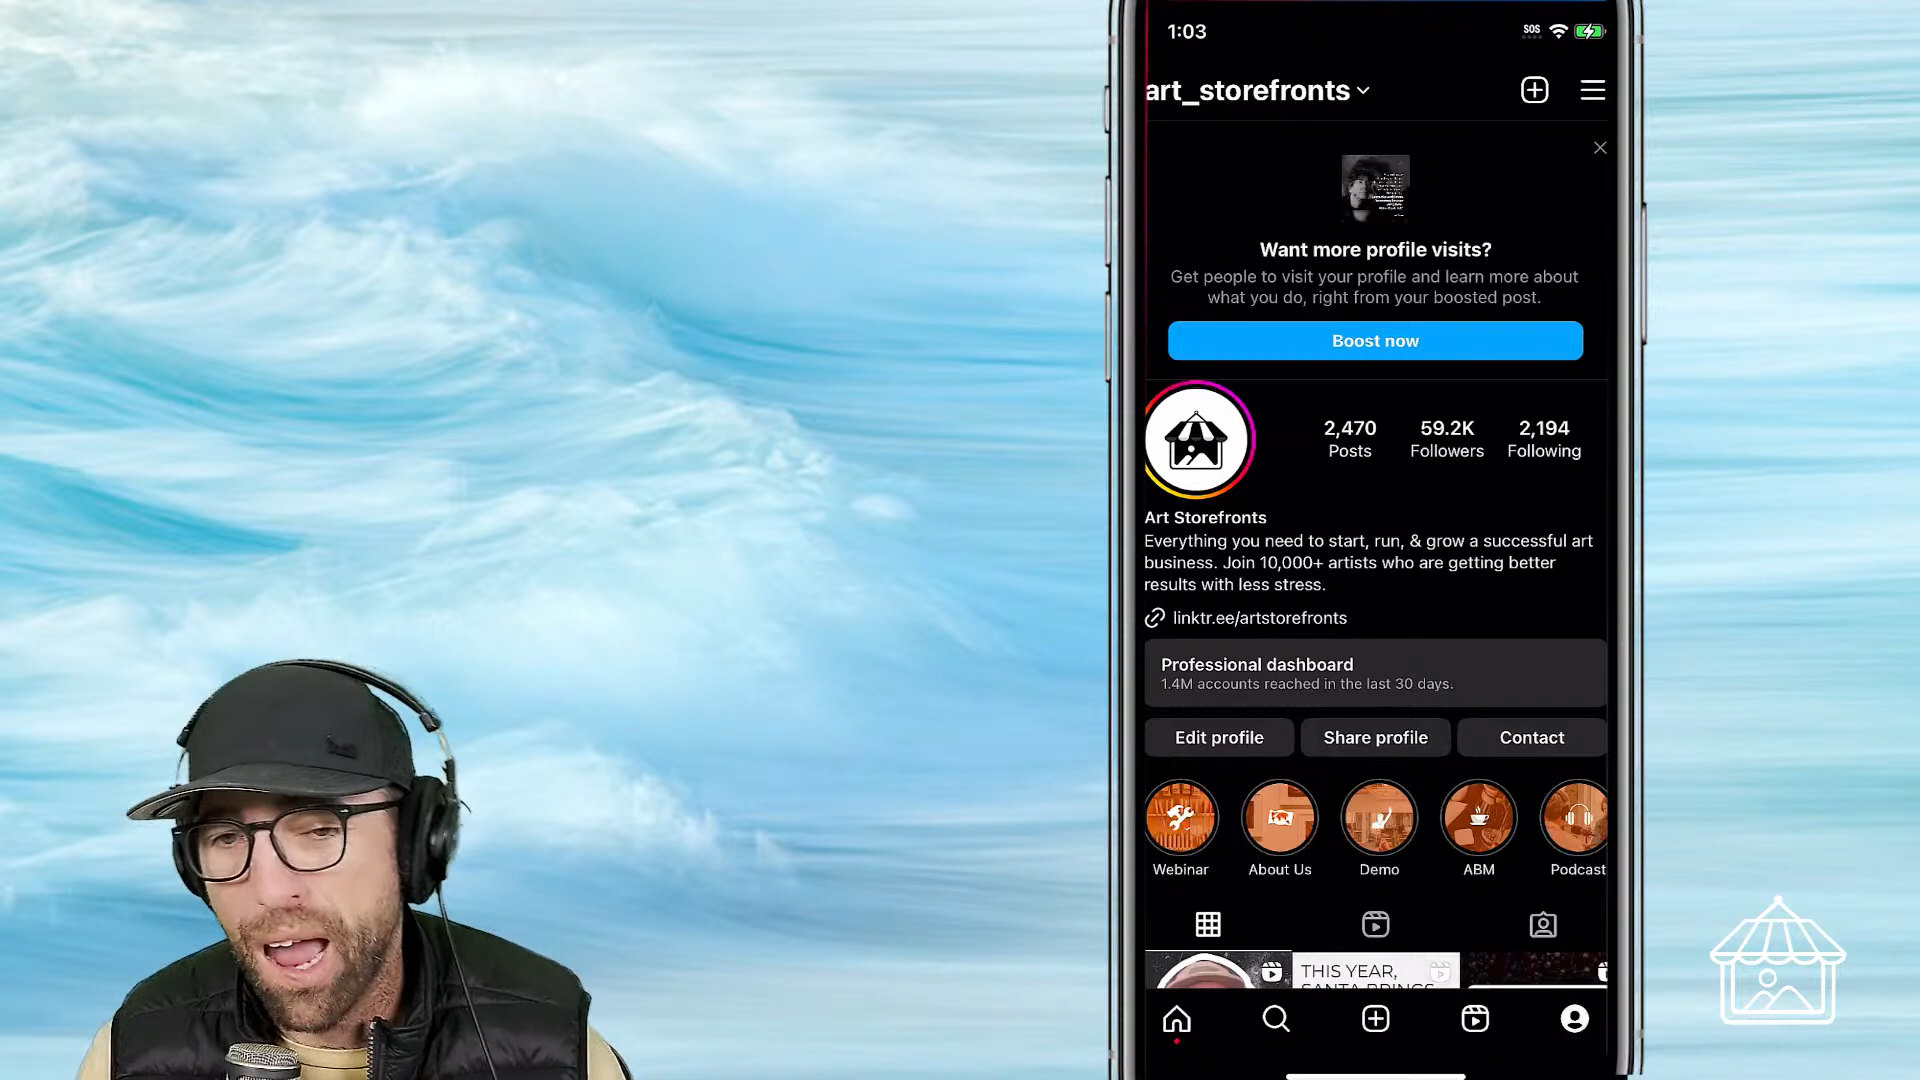 1:03
SOS
art_storefronts
Want more profile visits?
Get people to visit your profile and learn more about
what you do, right from your boosted post.
Boost now
2,470 59.2K 2,194
Posts Followers Following
Art Storefronts
Everything you need to start, run, & grow a successful art
business. Join 10,000+ artists who are getting better
results with less stress.
linktr.ee/artstorefronts
Professional dashboard
1.4M accounts reached in the last 30 days.
Edit profile Share profile Contact
Webinar About Us Demo ABM Podcast
THIS YEAR,
SANTA BRINGS